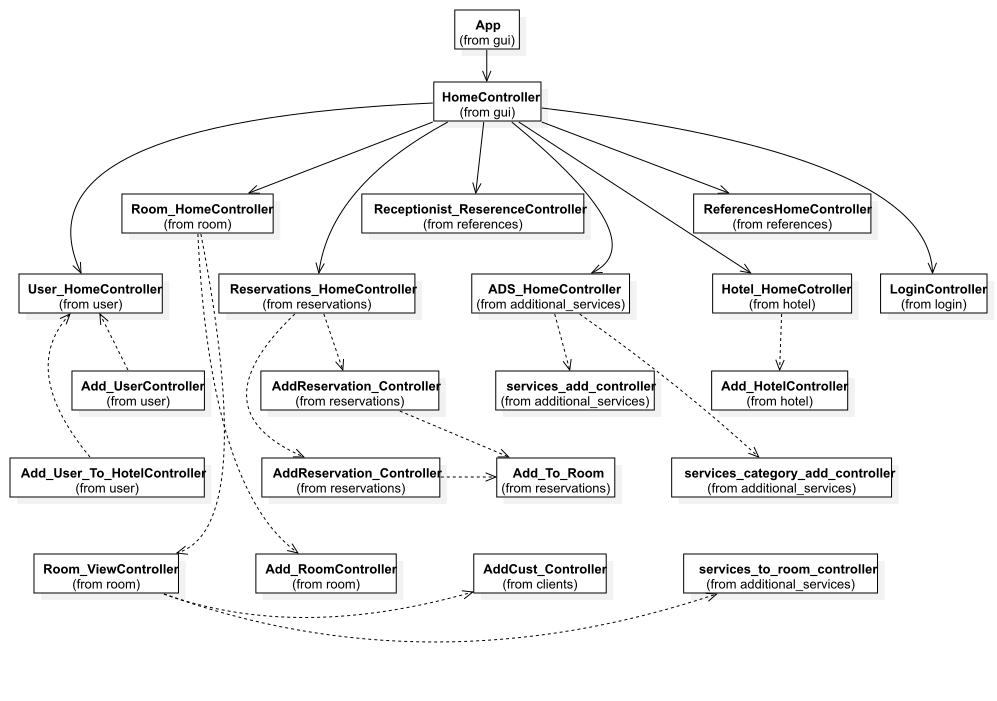 App
(from gui)
HomeController
(from gui)
Room_HomeController
(from room)
Receptionist_ReserenceController
(from references)
ReferencesHomeController
(from references)
User_HomeController
(from user)
Reservations_HomeController
(from reservations)
ADS_HomeController
(from additional_services)
Hotel_HomeCotroller
(from hotel)
LoginController
(from login)
Add_UserController
(from user)
AddReservation_Controller
(from reservations)
services_add_controller
(from additional_services)
Add_HotelController
(from hotel)
Add_User_To_HotelController
(from user)
AddReservation_Controller
(from reservations)
Add_To_Room
(from reservations)
services_category_add_controller
(from additional_services)
Room_ViewController
(from room)
Add_RoomController
(from room)
AddCust_Controller
(from clients)
services_to_room_controller
(from additional_services)